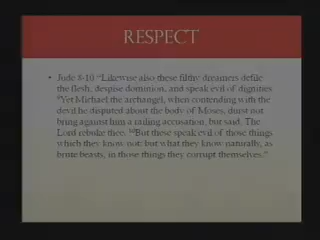 RESPECT
• Jude 8-10 "Likewise also these filthy dreamers defile
the flesh, despise dominion, and speak evil of dignities.
⁹Yet Michael the archangel, when contending with the
devil he disputed about the body of Moses, durst not
bring against him a railing accusation, but said, The
Lord rebuke thee. ¹⁰But these speak evil of those things
which they know not: but what they know naturally, as
brute beasts, in those things they corrupt themselves."